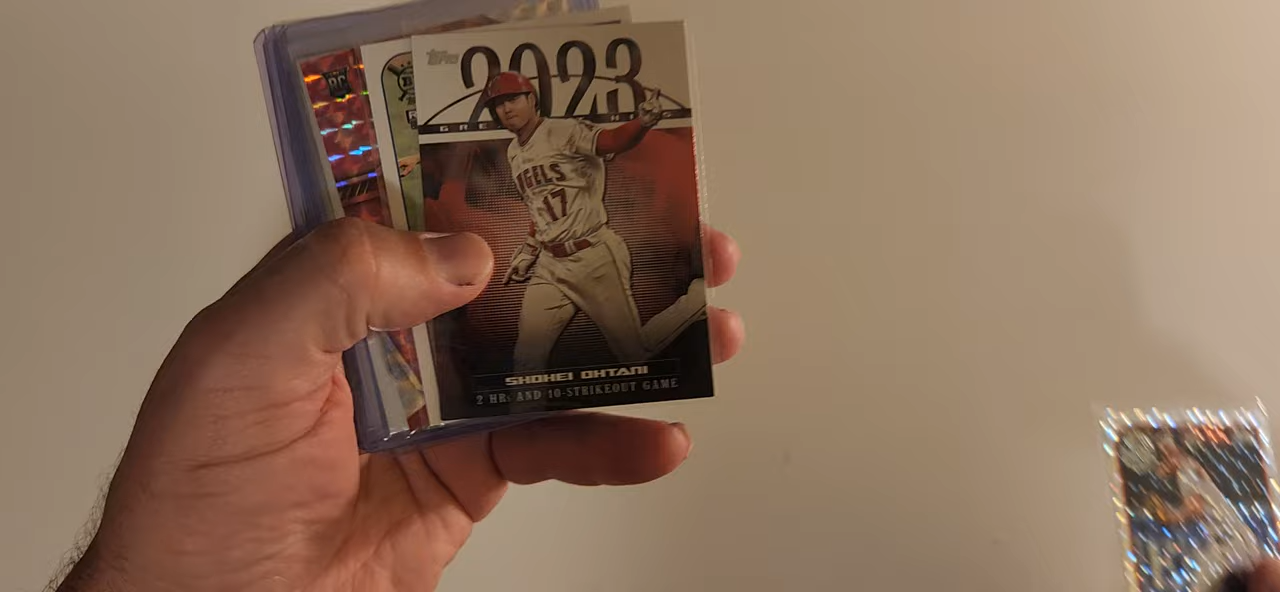 Topps
2023
RC
SHOHEI OHTANI
2 HRs AND 10-STRIKEOUT GAME
ANGELS
17